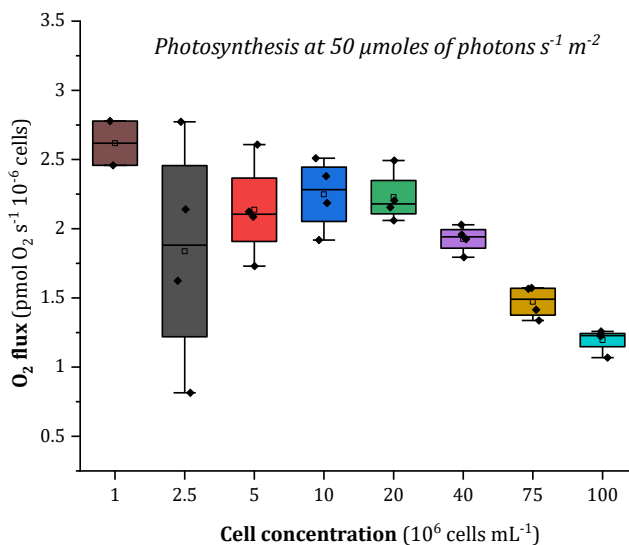 Photosynthesis at 50 μmoles of photons s⁻¹ m⁻²
O₂ flux (pmol O₂ s⁻¹ 10⁻⁶ cells)
3.5
3
2.5
2
1.5
1
0.5
1 2.5 5 10 20 40 75 100
Cell concentration (10⁶ cells mL⁻¹)